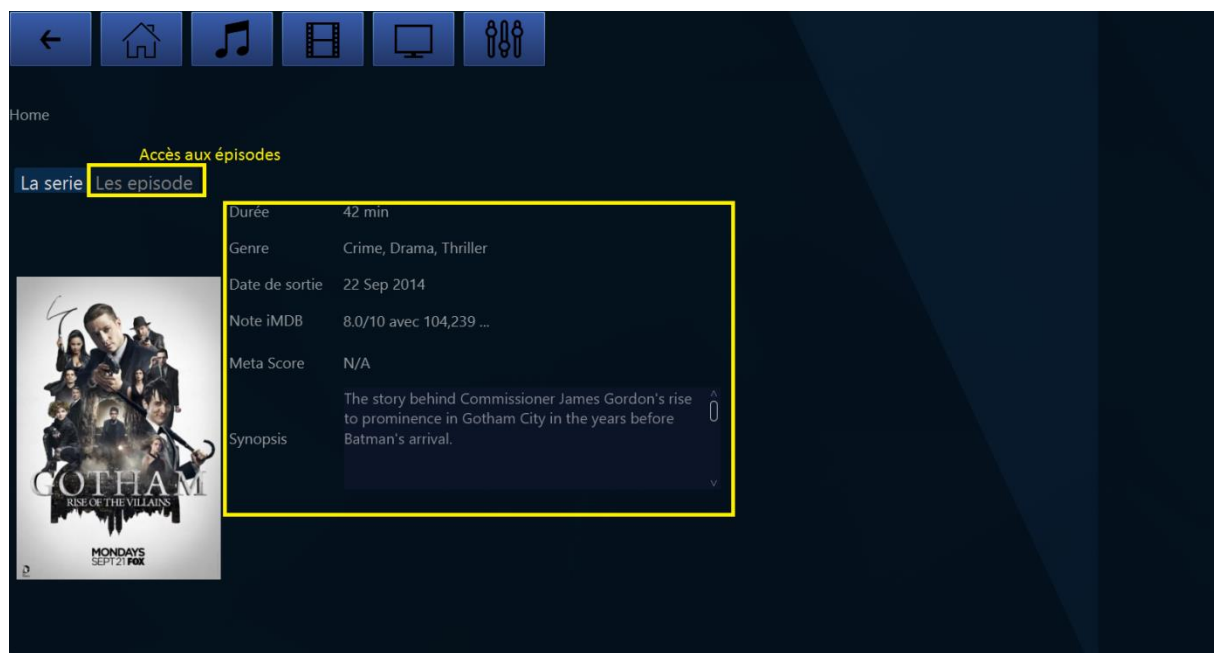 Home
Accès aux épisodes
La serie Les episode
Durée 42 min
Genre Crime, Drama, Thriller
Date de sortie 22 Sep 2014
Note iMDB 8.0/10 avec 104,239 ...
Meta Score N/A
The story behind Commissioner James Gordon's rise
to prominence in Gotham City in the years before
Synopsis Batman's arrival.
GOTHAM
RISE OF THE VILLAINS
MONDAYS
SEPT 21 FOX